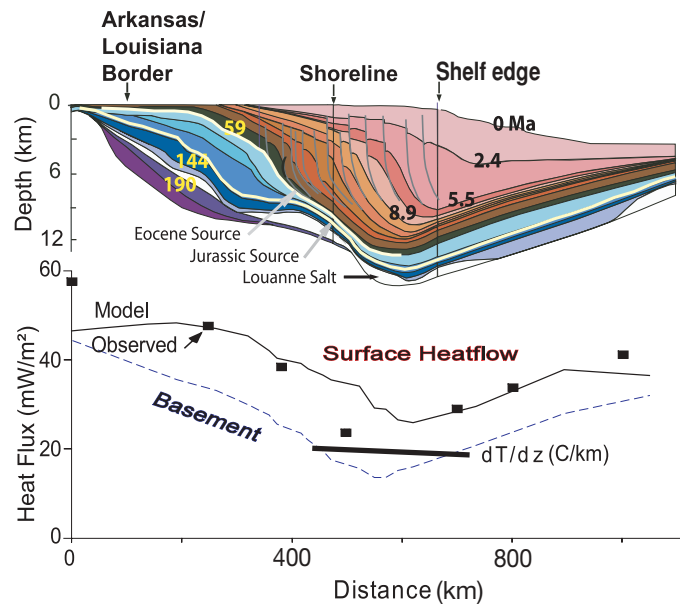 Arkansas/
Louisiana
Border
Shoreline
Shelf edge
0
6
12
Depth (km)
59
144
190
0 Ma
2.4
5.5
8.9
Eocene Source
Jurassic Source
Louanne Salt
60
40
20
0
Heat Flux (mW/m²)
Model
Observed
Surface Heatflow
Basement
dT/dz (C/km)
0
400
800
Distance (km)